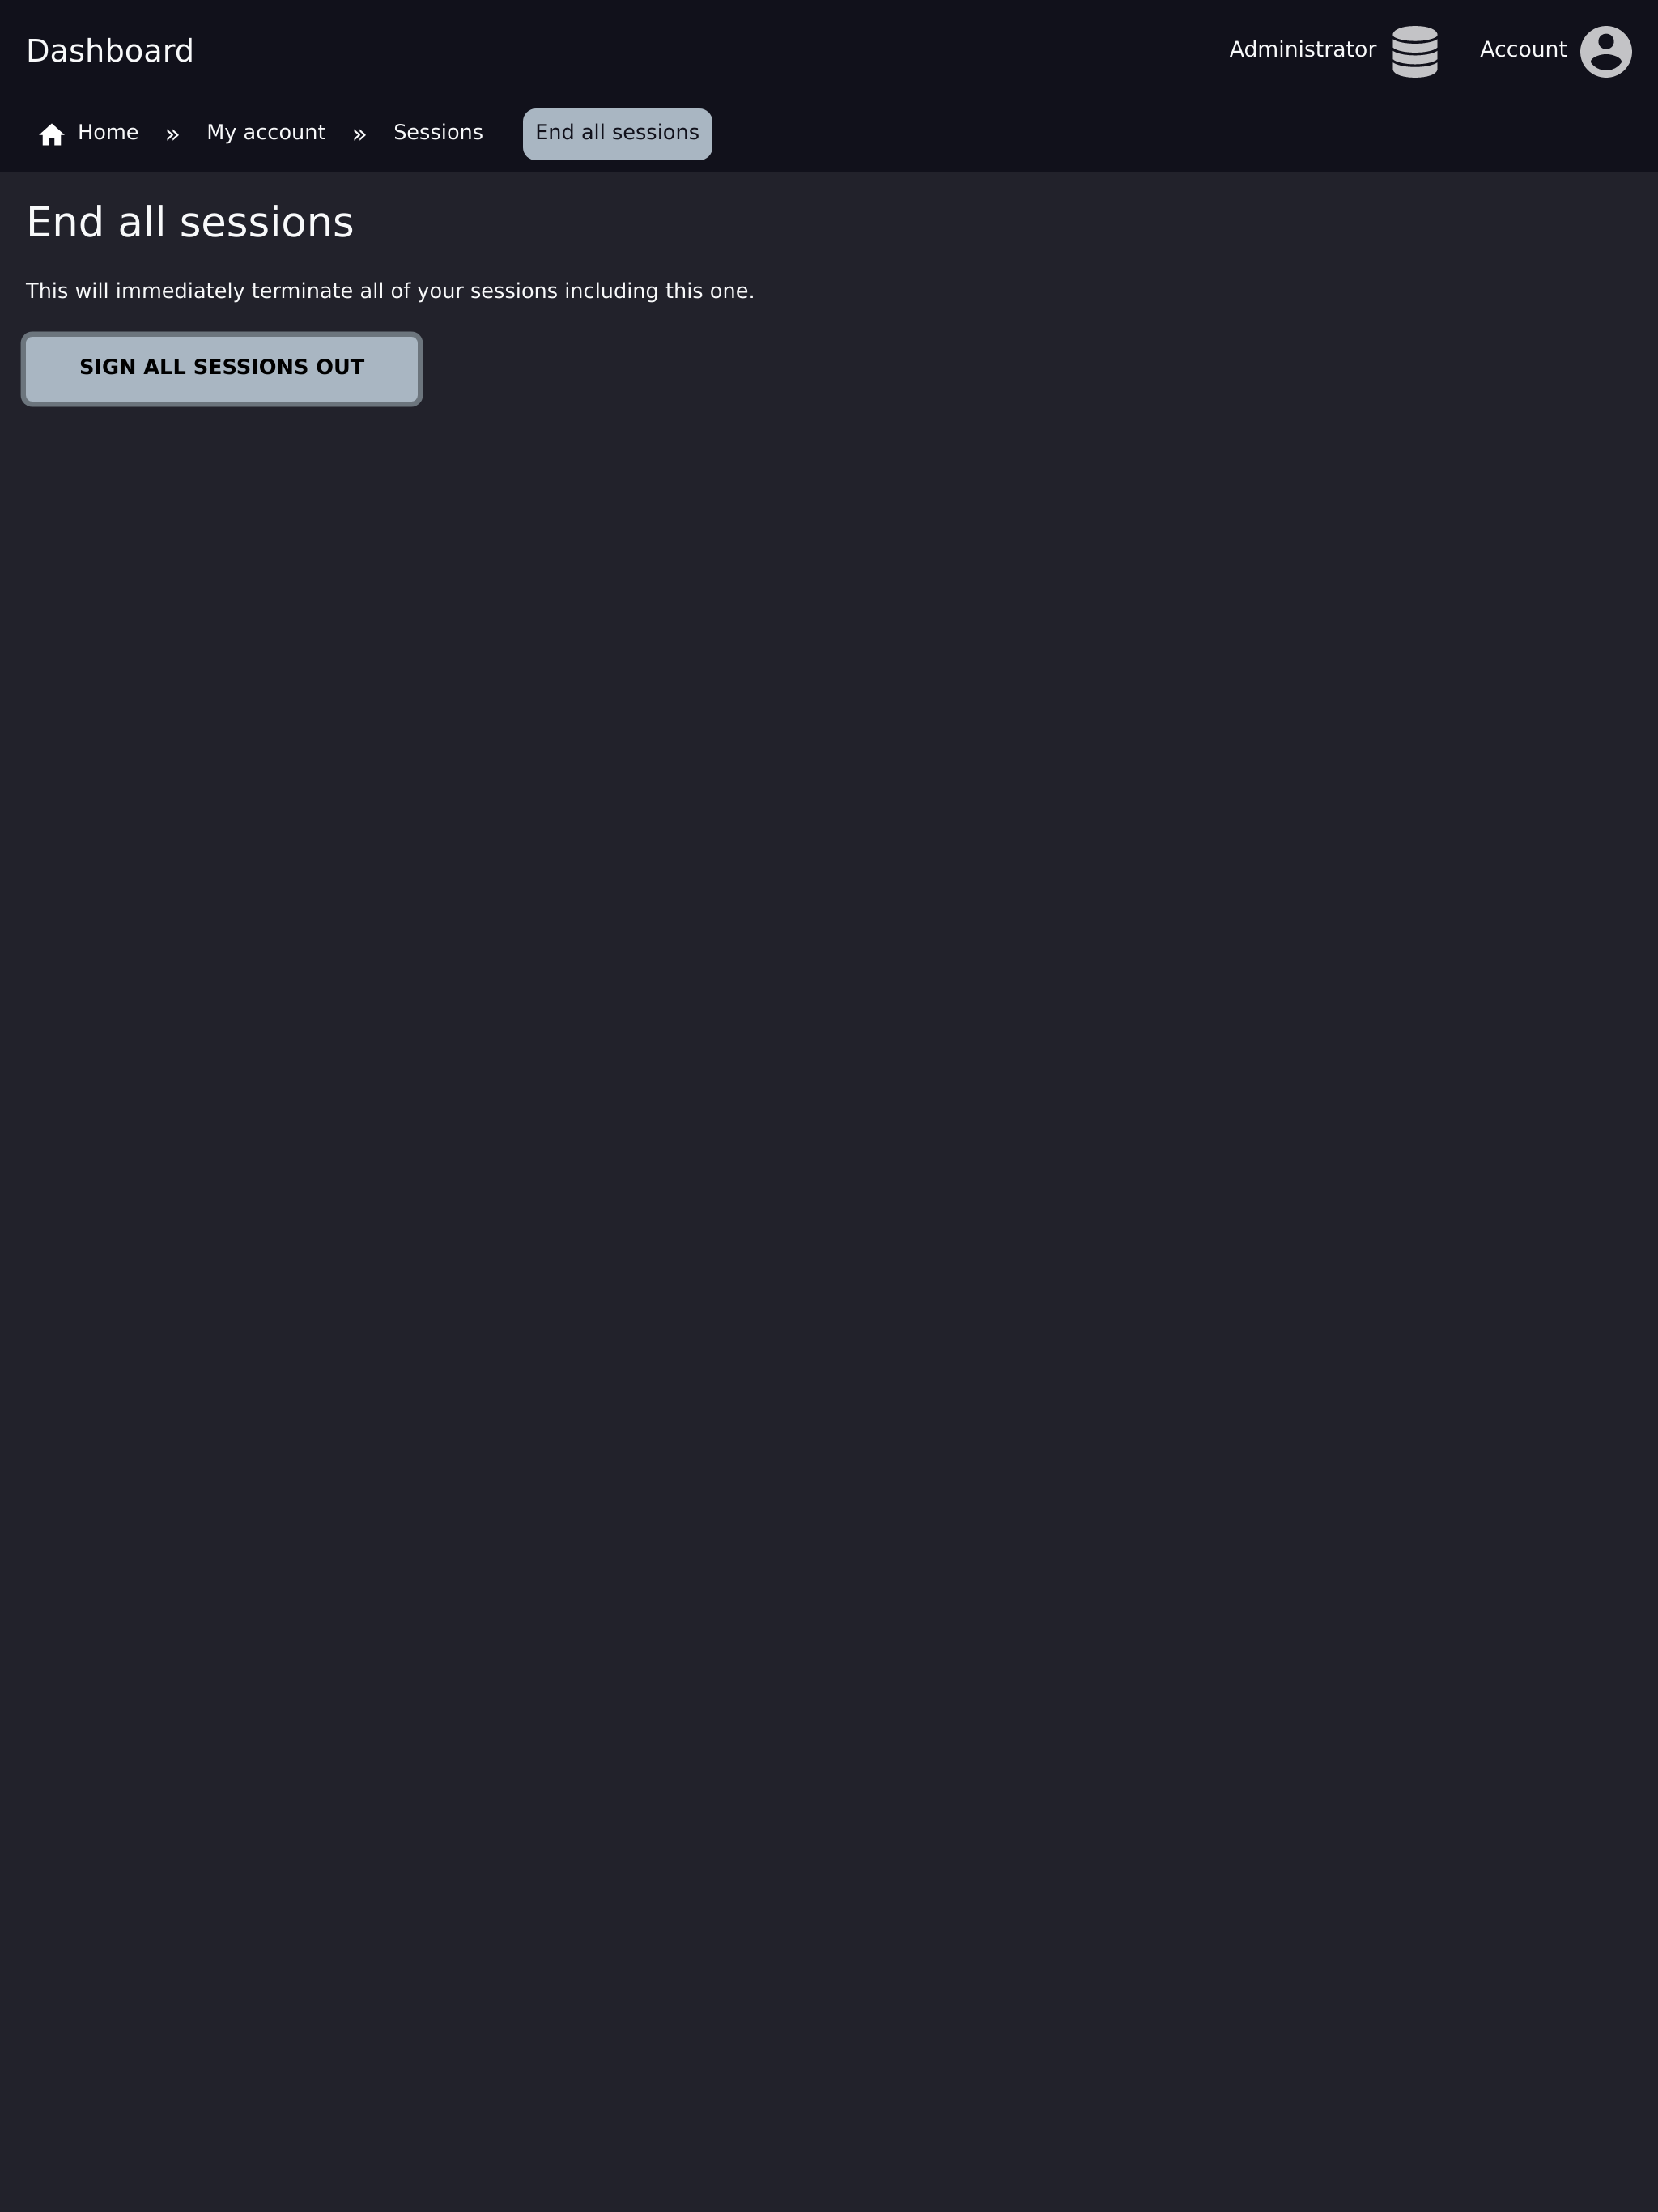 Dashboard
Administrator
Account
Home » My account » Sessions
End all sessions
End all sessions
This will immediately terminate all of your sessions including this one.
SIGN ALL SESSIONS OUT